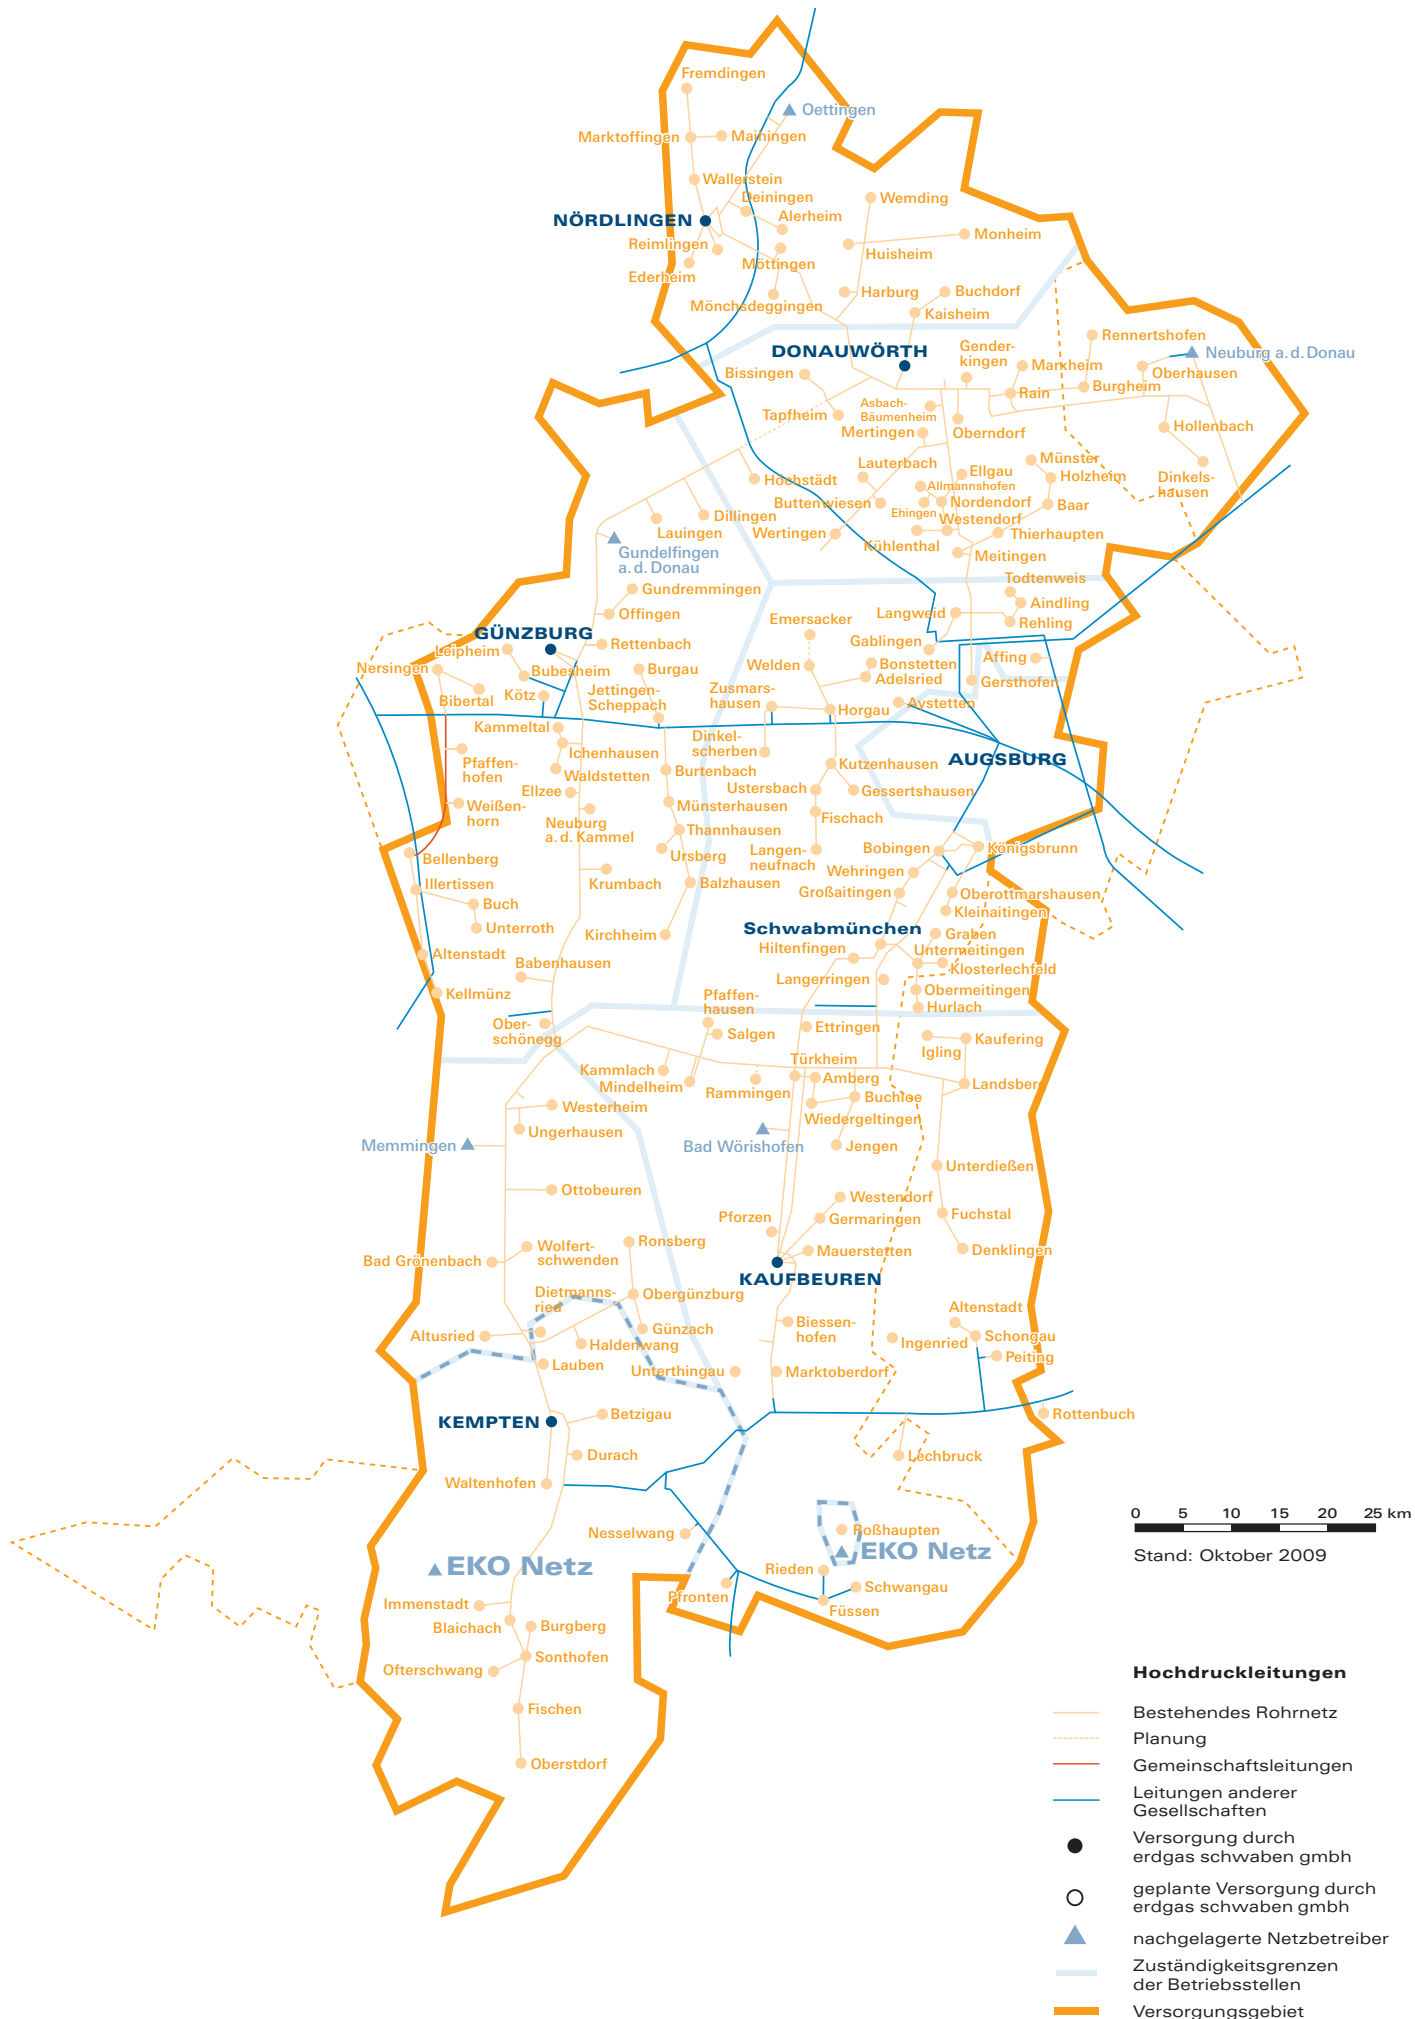 Fremdingen
Oettingen
Marktoffingen
Maihingen
Wallerstein
Deiningen
Wemding
Alerheim
NÖRDLINGEN
Monheim
Reimlingen
Huisheim
Möttingen
Ederheim
Harburg
Buchdorf
Mönchsdeggingen
Kaisheim
Rennertshofen
DONAUWÖRTH
Gender-
kingen
Neuburg a.d. Donau
Marxheim
Bissingen
Oberhausen
Burgheim
Rain
Asbach-
Bäumenheim
Tapfheim
Mertingen
Oberndorf
Hollenbach
Lauterbach
Münster
Ellgau
Holzheim
Höchstädt
Dinkels-
hausen
Allmannshofen
Buttenwiesen
Nordendorf
Baar
Ehingen
Dillingen
Westendorf
Lauingen
Wertingen
Thierhaupten
Kühlenthal
Gundelfingen
a. d. Donau
Meitingen
Todtenweis
Gundremmingen
Aindling
Offingen
Emersacker
Langweid
Rehling
GÜNZBURG
Gablingen
Rettenbach
Leipheim
Affing
Nersingen
Bubesheim
Burgau
Welden
Bonstetten
Adelsried
Gersthofen
Bibertal
Kötz
Jettingen-
Scheppach
Zusmars-
hausen
Aystetten
Horgau
Kammeltal
Dinkel-
scherben
Ichenhausen
AUGSBURG
Pfaffen-
hofen
Waldstetten
Burtenbach
Kutzenhausen
Ellzee
Ustersbach
Gessertshausen
Weißen-
horn
Münsterhausen
Neuburg
a. d. Kammel
Fischach
Thannhausen
Bellenberg
Ursberg
Langen-
neufnach
Bobingen
Königsbrunn
Wehringen
Illertissen
Krumbach
Balzhausen
Großaitingen
Oberottmarshausen
Buch
Kleinaitingen
Unterroth
Schwabmünchen
Kirchheim
Graben
Hiltenfingen
Untermeitingen
Altenstadt
Babenhausen
Klosterlechfeld
Langerringen
Kellmünz
Obermeitingen
Pfaffen-
hausen
Hurlach
Ober-
schönegg
Salgen
Ettringen
Kaufering
Igling
Türkheim
Kammlach
Amberg
Mindelheim
Landsberg
Rammingen
Buchloe
Westerheim
Wiedergeltingen
Ungerhausen
Memmingen
Bad Wörishofen
Jengen
Unterdießen
Ottobeuren
Westendorf
Pforzen
Germaringen
Fuchstal
Ronsberg
Wolfert-
schwenden
Mauerstetten
Denklingen
Bad Grönenbach
KAUFBEUREN
Dietmanns-
ried
Obergünzburg
Altenstadt
Biessen-
hofen
Altusried
Günzach
Schongau
Haldenwang
Ingenried
Peiting
Lauben
Unterthingau
Marktoberdorf
KEMPTEN
Betzigau
Rottenbuch
Durach
Lechbruck
Waltenhofen
0 5 10 15 20 25 km
Nesselwang
Roßhaupten
EKO Netz
Stand: Oktober 2009
EKO Netz
Rieden
Schwangau
Pfronten
Füssen
Immenstadt
Blaichach
Burgberg
Sonthofen
Ofterschwang
Hochdruckleitungen
Fischen
Bestehendes Rohrnetz
Planung
Oberstdorf
Gemeinschaftsleitungen
Leitungen anderer
Gesellschaften
Versorgung durch
erdgas schwaben gmbh
geplante Versorgung durch
erdgas schwaben gmbh
nachgelagerte Netzbetreiber
Zuständigkeitsgrenzen
der Betriebsstellen
Versorgungsgebiet